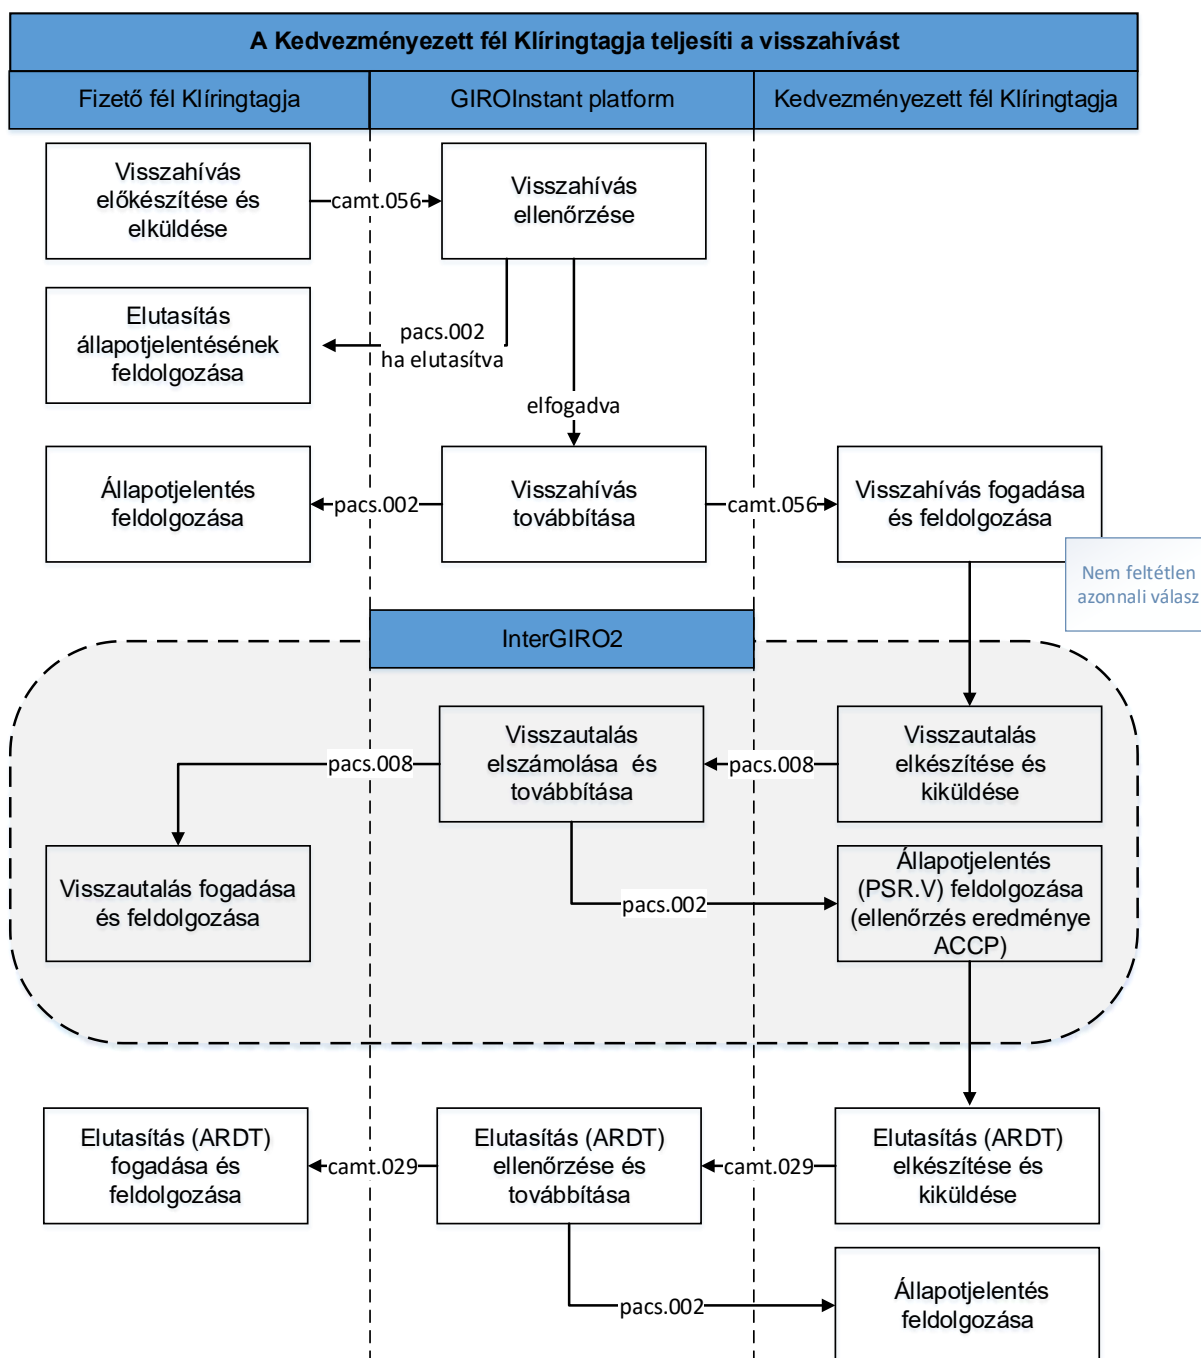 A Kedvezményezett fél Klíringtagja teljesíti a visszahívást
Fizető fél Klíringtagja
GIROInstant platform
Kedvezményezett fél Klíringtagja
Visszahívás
előkészítése és
elküldése
camt.056
Visszahívás
ellenőrzése
Elutasítás
állapotjelentésének
feldolgozása
pacs.002
ha elutasítva
elfogadva
Állapotjelentés
feldolgozása
pacs.002
Visszahívás
továbbítása
camt.056
Visszahívás fogadása
és feldolgozása
Nem feltétlen
azonnali válasz
InterGIRO2
pacs.008
Visszautalás
elszámolása és
továbbítása
pacs.008
Visszautalás
elkészítése és
kiküldése
Visszautalás fogadása
és feldolgozása
pacs.002
Állapotjelentés
(PSR.V) feldolgozása
(ellenőrzés eredménye
ACCP)
Elutasítás (ARDT)
fogadása és
feldolgozása
camt.029
Elutasítás (ARDT)
ellenőrzése és
továbbítása
camt.029
Elutasítás (ARDT)
elkészítése és
kiküldése
pacs.002
Állapotjelentés
feldolgozása